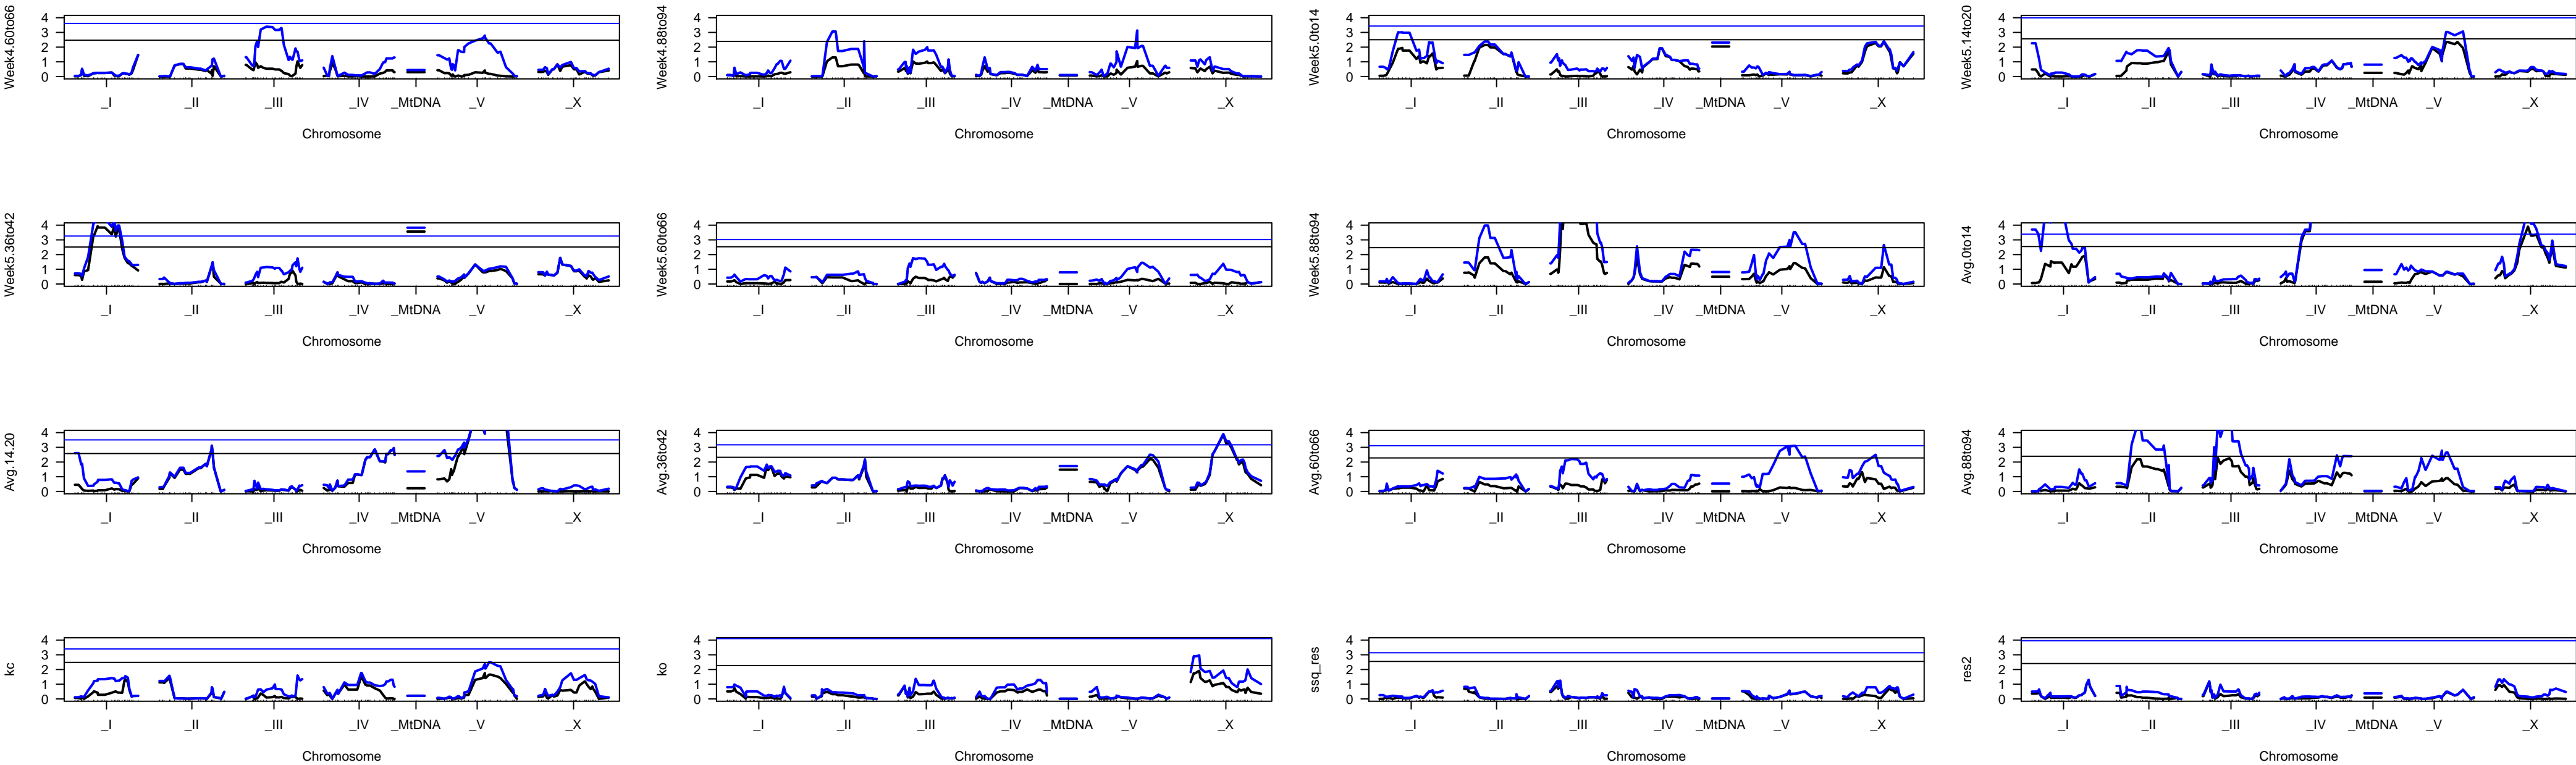 Week4.60to66
4
3
2
1
0
_I _II _III _IV _MtDNA _V _X
Chromosome
Week4.88to94
4
3
2
1
0
_I _II _III _IV _MtDNA _V _X
Chromosome
Week5.0to14
4
3
2
1
0
_I _II _III _IV _MtDNA _V _X
Chromosome
Week5.14to20
4
3
2
1
0
_I _II _III _IV _MtDNA _V _X
Chromosome
Week5.36to42
4
3
2
1
0
_I _II _III _IV _MtDNA _V _X
Chromosome
Week5.60to66
4
3
2
1
0
_I _II _III _IV _MtDNA _V _X
Chromosome
Week5.88to94
4
3
2
1
0
_I _II _III _IV _MtDNA _V _X
Chromosome
Avg.0to14
4
3
2
1
0
_I _II _III _IV _MtDNA _V _X
Chromosome
Avg.14.20
4
3
2
1
0
_I _II _III _IV _MtDNA _V _X
Chromosome
Avg.36to42
4
3
2
1
0
_I _II _III _IV _MtDNA _V _X
Chromosome
Avg.60to66
4
3
2
1
0
_I _II _III _IV _MtDNA _V _X
Chromosome
Avg.88to94
4
3
2
1
0
_I _II _III _IV _MtDNA _V _X
Chromosome
kc
4
3
2
1
0
_I _II _III _IV _MtDNA _V _X
Chromosome
ko
4
3
2
1
0
_I _II _III _IV _MtDNA _V _X
Chromosome
ssq_res
4
3
2
1
0
_I _II _III _IV _MtDNA _V _X
Chromosome
res2
4
3
2
1
0
_I _II _III _IV _MtDNA _V _X
Chromosome